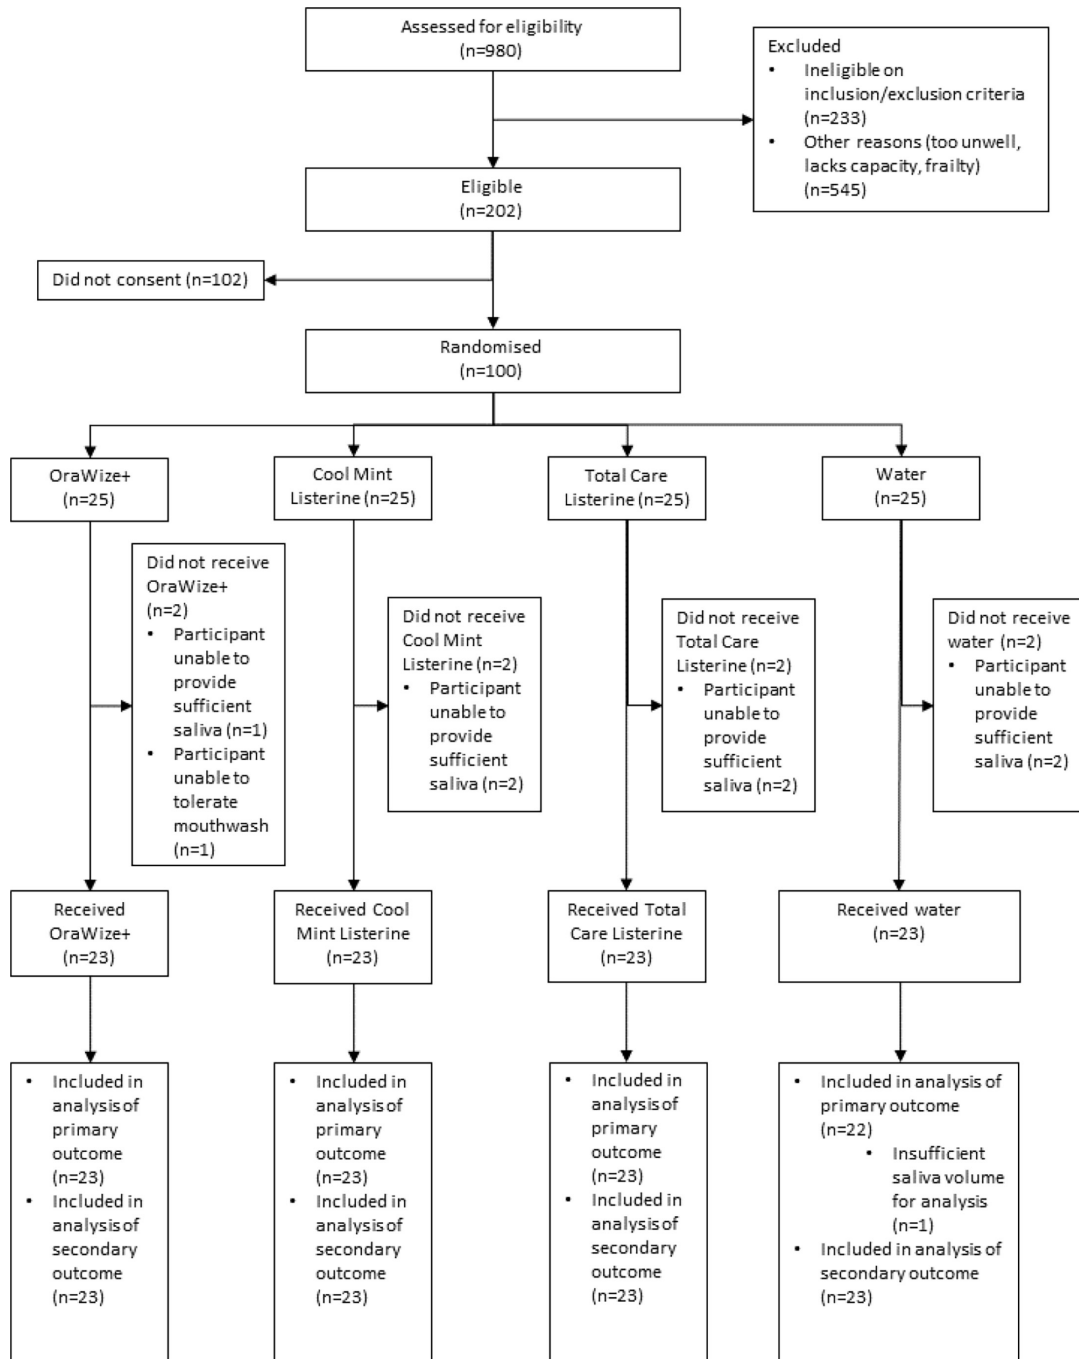 Assessed for eligibility
(n=980)
Excluded
• Ineligible on
inclusion/exclusion criteria
(n=233)
• Other reasons (too unwell,
lacks capacity, frailty)
(n=545)
Eligible
(n=202)
Did not consent (n=102)
Randomised
(n=100)
OraWize+
(n=25)
Cool Mint
Listerine (n=25)
Total Care
Listerine (n=25)
Water
(n=25)
Did not receive
OraWize+
(n=2)
• Participant
unable to
provide
sufficient
saliva (n=1)
• Participant
unable to
tolerate
mouthwash
(n=1)
Did not receive
Cool Mint
Listerine (n=2)
• Participant
unable to
provide
sufficient
saliva (n=2)
Did not receive
Total Care
Listerine (n=2)
• Participant
unable to
provide
sufficient
saliva (n=2)
Did not receive
water (n=2)
• Participant
unable to
provide
sufficient
saliva (n=2)
Received
OraWize+
(n=23)
Received Cool
Mint Listerine
(n=23)
Received Total
Care Listerine
(n=23)
Received water
(n=23)
• Included in
analysis of
primary
outcome
(n=23)
• Included in
analysis of
secondary
outcome
(n=23)
• Included in
analysis of
primary
outcome
(n=23)
• Included in
analysis of
secondary
outcome
(n=23)
• Included in
analysis of
primary
outcome
(n=23)
• Included in
analysis of
secondary
outcome
(n=23)
• Included in analysis of
primary outcome
(n=22)
• Insufficient
saliva volume
for analysis
(n=1)
• Included in analysis of
secondary outcome
(n=23)